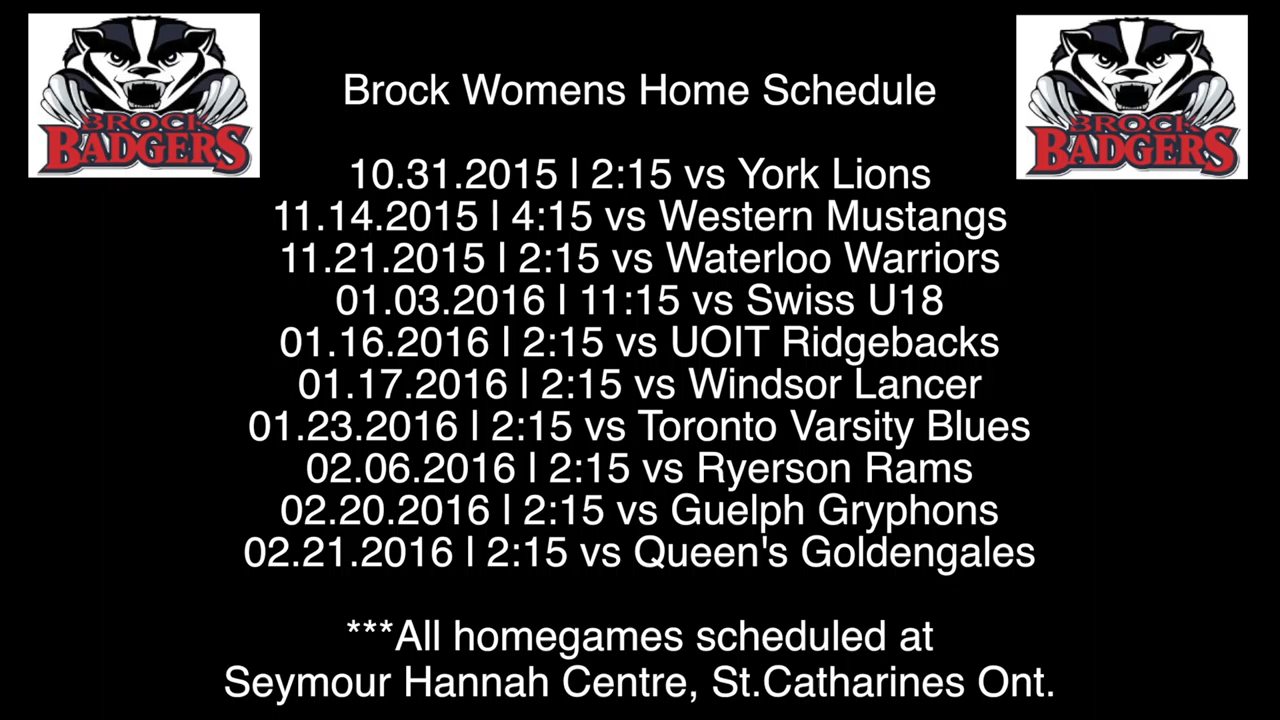 BROCK
BADGERS
BROCK
BADGERS
Brock Womens Home Schedule
10.31.2015 | 2:15 vs York Lions
11.14.2015 | 4:15 vs Western Mustangs
11.21.2015 | 2:15 vs Waterloo Warriors
01.03.2016 | 11:15 vs Swiss U18
01.16.2016 | 2:15 vs UOIT Ridgebacks
01.17.2016 | 2:15 vs Windsor Lancer
01.23.2016 | 2:15 vs Toronto Varsity Blues
02.06.2016 | 2:15 vs Ryerson Rams
02.20.2016 | 2:15 vs Guelph Gryphons
02.21.2016 | 2:15 vs Queen's Goldengales
***All homegames scheduled at
Seymour Hannah Centre, St.Catharines Ont.